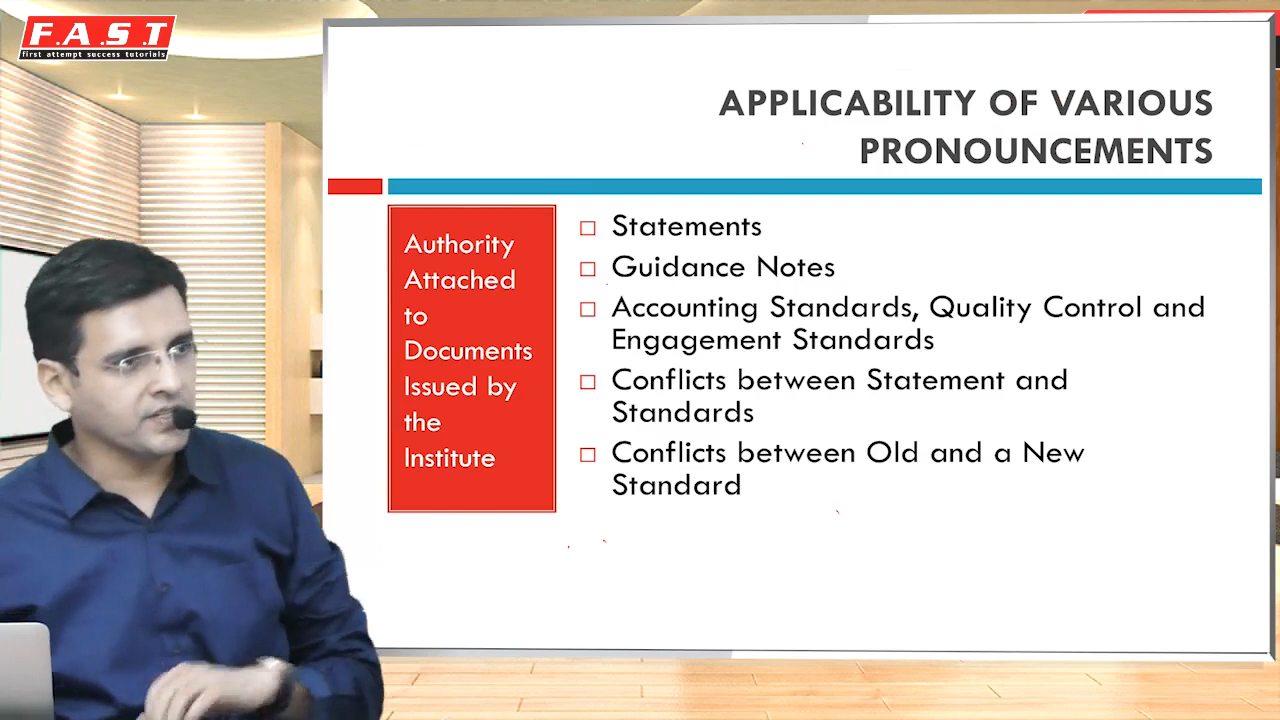 F.A.S.T
first attempt success tutorials
APPLICABILITY OF VARIOUS
PRONOUNCEMENTS
Authority
Attached
to
Documents
Issued by
the
Institute
Statements
Guidance Notes
Accounting Standards, Quality Control and
Engagement Standards
Conflicts between Statement and
Standards
Conflicts between Old and a New
Standard